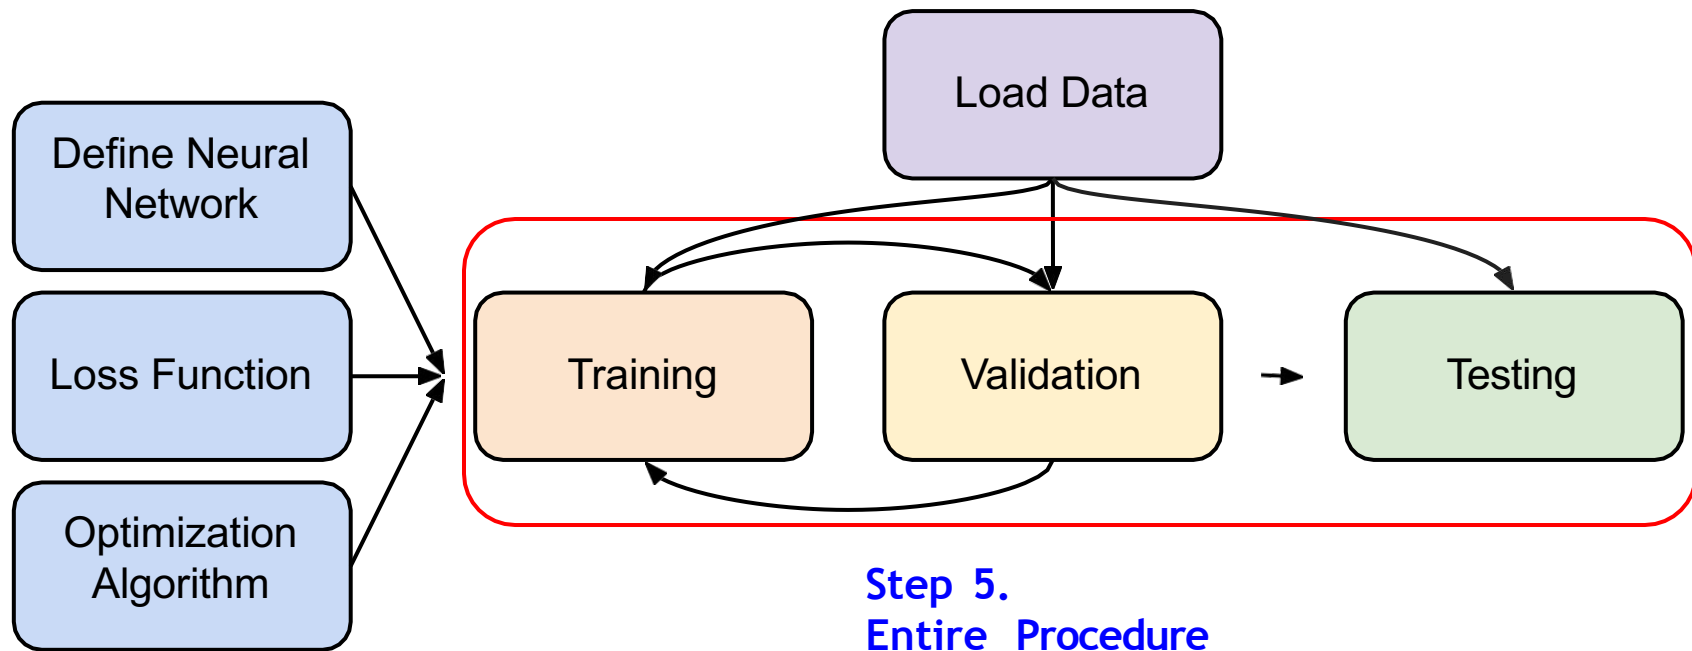 Load Data
Define Neural
Network
Loss Function
Optimization
Algorithm
Training
Validation
Testing
Step 5.
Entire Procedure